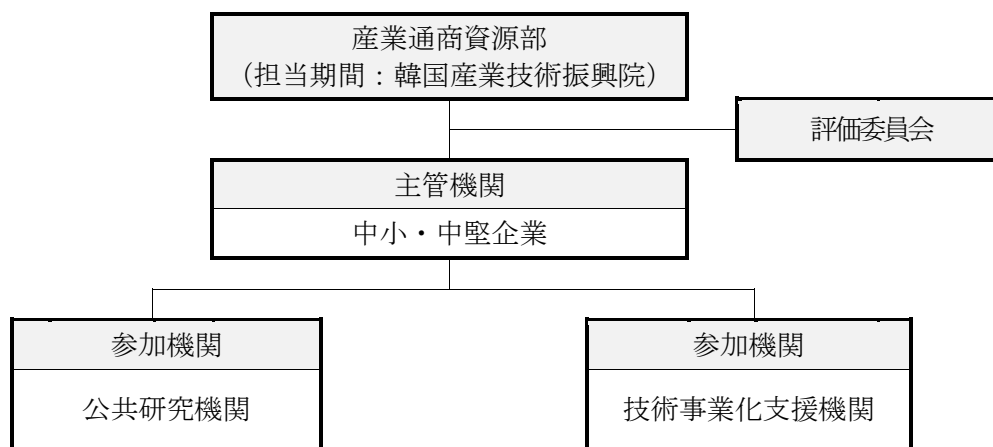 産業通商資源部
（担当期間：韓国産業技術振興院）
評価委員会
主管機関
中小・中堅企業
参加機関
公共研究機関
参加機関
技術事業化支援機関